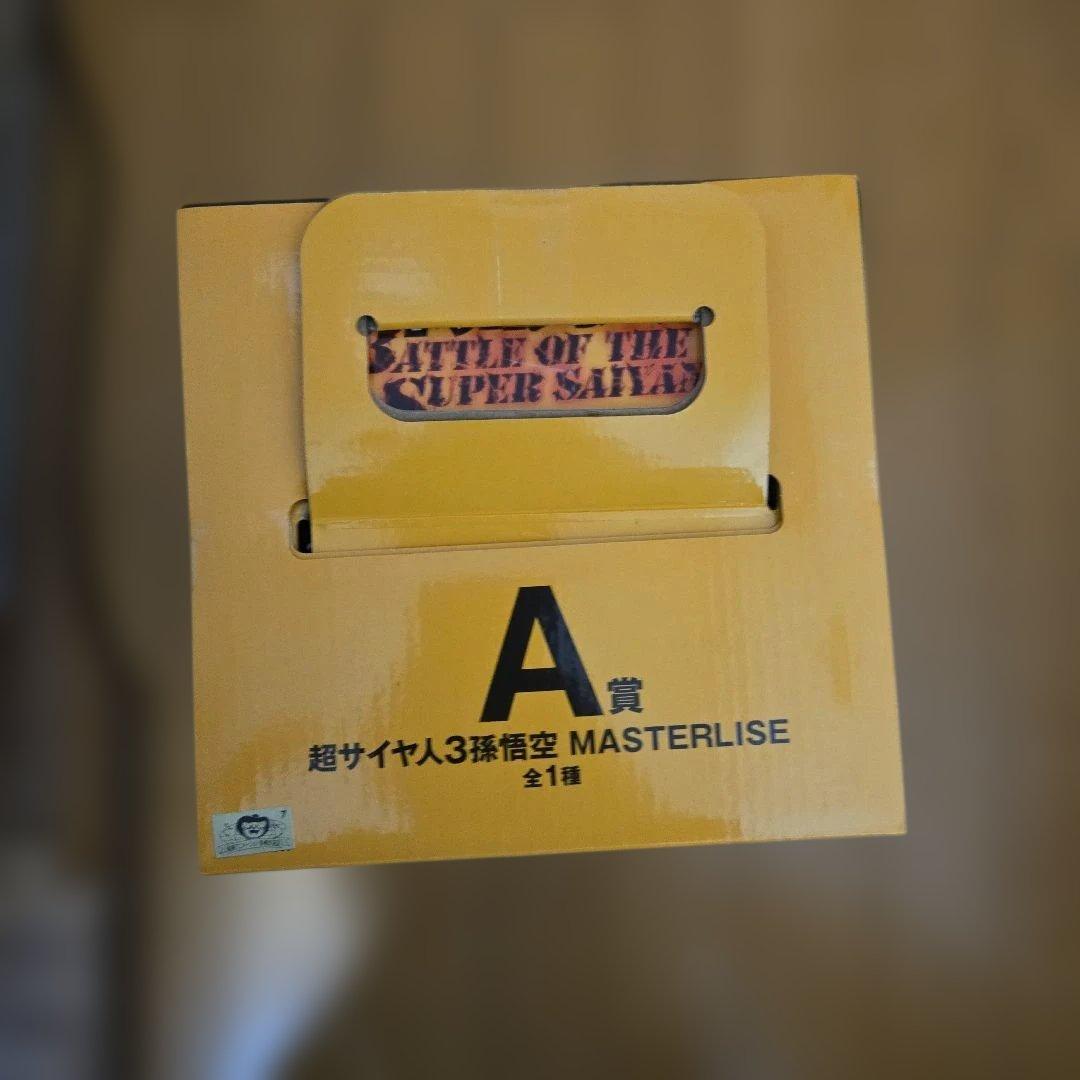 BATTLE OF THE
SUPER SAIYAN
A賞
超サイヤ人3孫悟空 MASTERLISE
全1種
ア